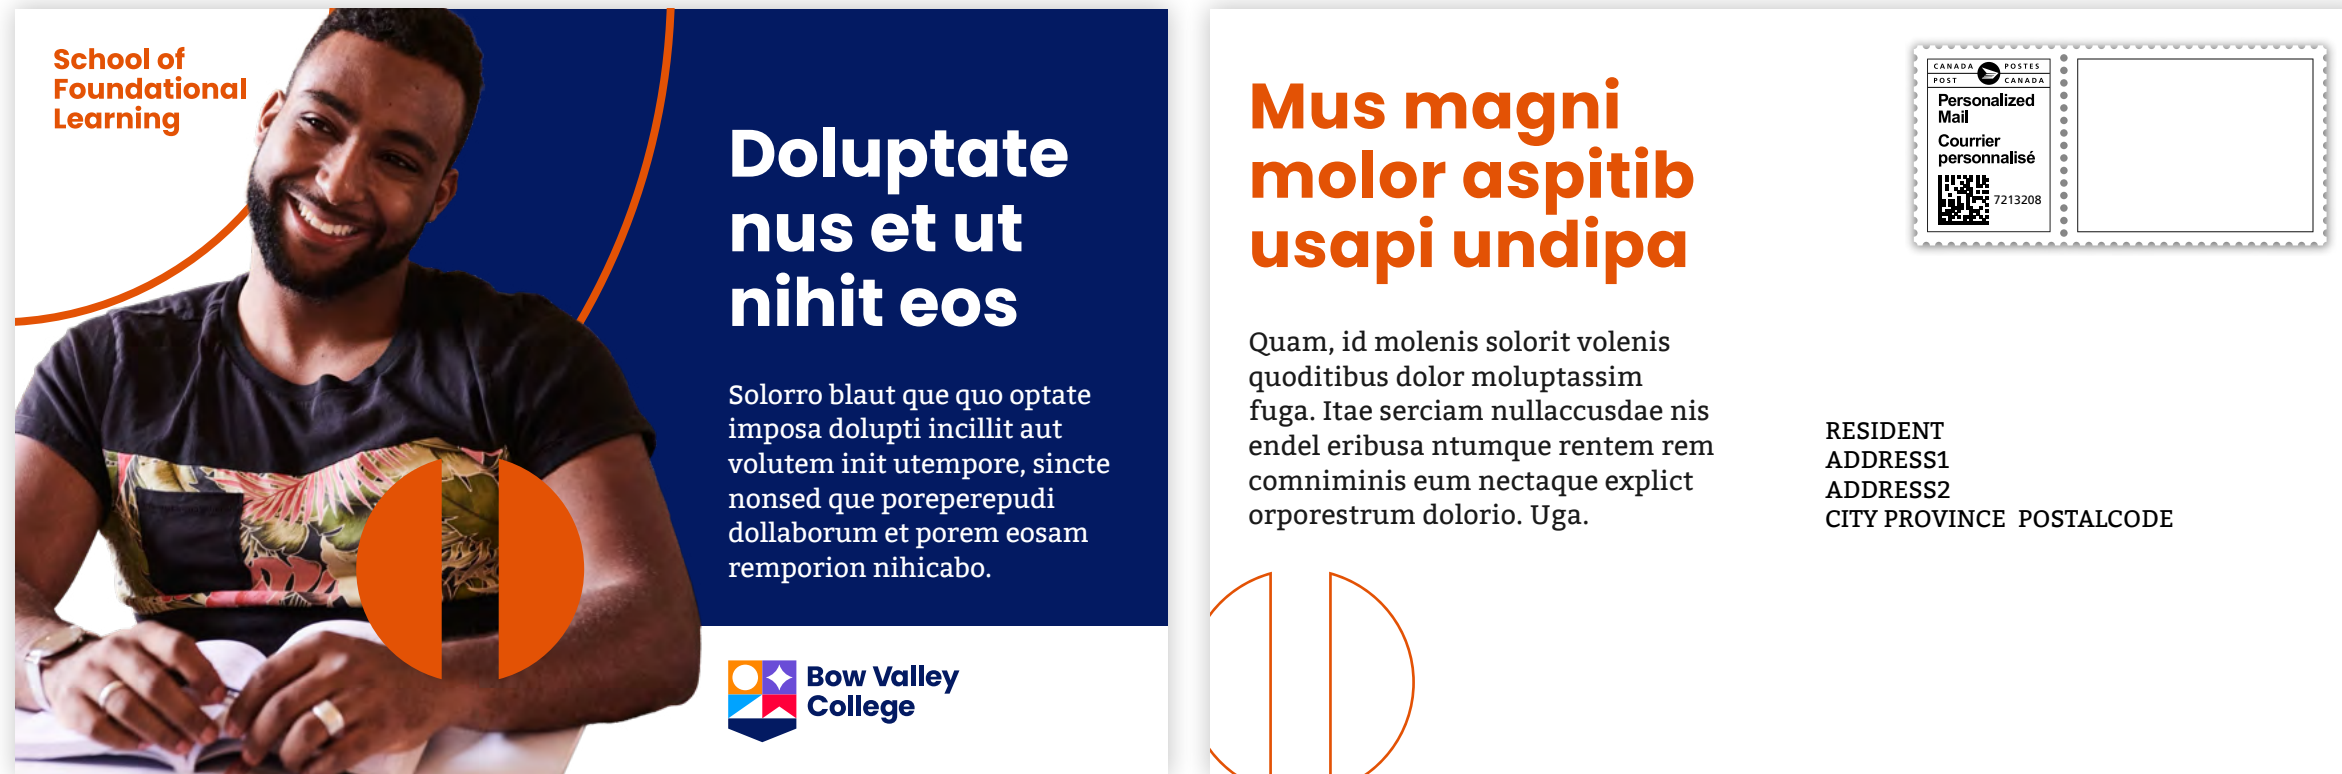 School of
Foundational
Learning
Doluptate
nus et ut
nihit eos
Solorro blaut que quo optate
imposa dolupti incillit aut
volutem init utempore, sincte
nonsed que poreperepudi
dollaborum et porem eosam
remporion nihicabo.
Bow Valley
College
Mus magni
molor aspitib
usapi undipa
Quam, id molenis solorit volenis
quoditibus dolor moluptassim
fuga. Itae serciam nullaccusdae nis
endel eribusa ntumque rentem rem
comniminis eum nectaque explict
orporestrum dolorio. Uga.
CANADA POSTES
POST CANADA
Personalized
Mail
Courrier
personnalisé
7213208
RESIDENT
ADDRESS1
ADDRESS2
CITY PROVINCE  POSTALCODE